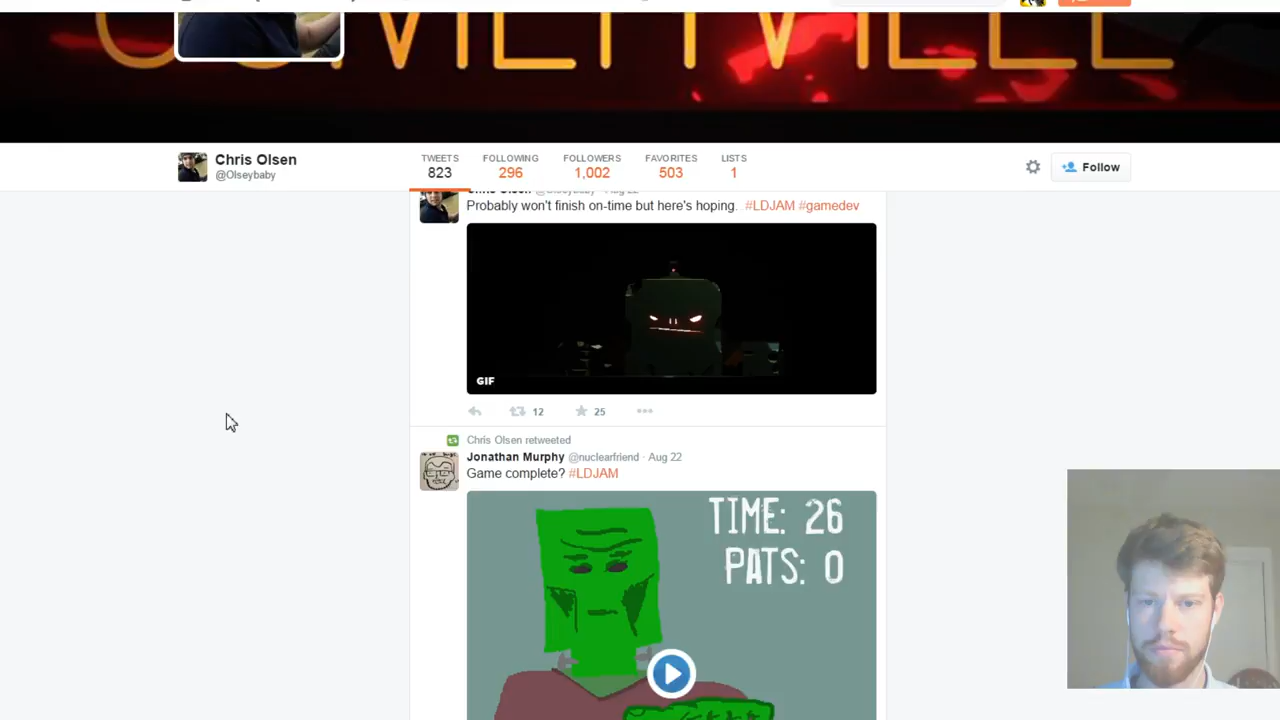 Chris Olsen
@Olseybaby
TWEETS
823
FOLLOWING
296
FOLLOWERS
1,002
FAVORITES
503
LISTS
1
Follow
Probably won't finish on-time but here's hoping. #LDJAM #gamedev
GIF
12
25
Chris Olsen retweeted
Jonathan Murphy @nuclearfriend · Aug 22
Game complete? #LDJAM
TIME: 26
PATS: 0